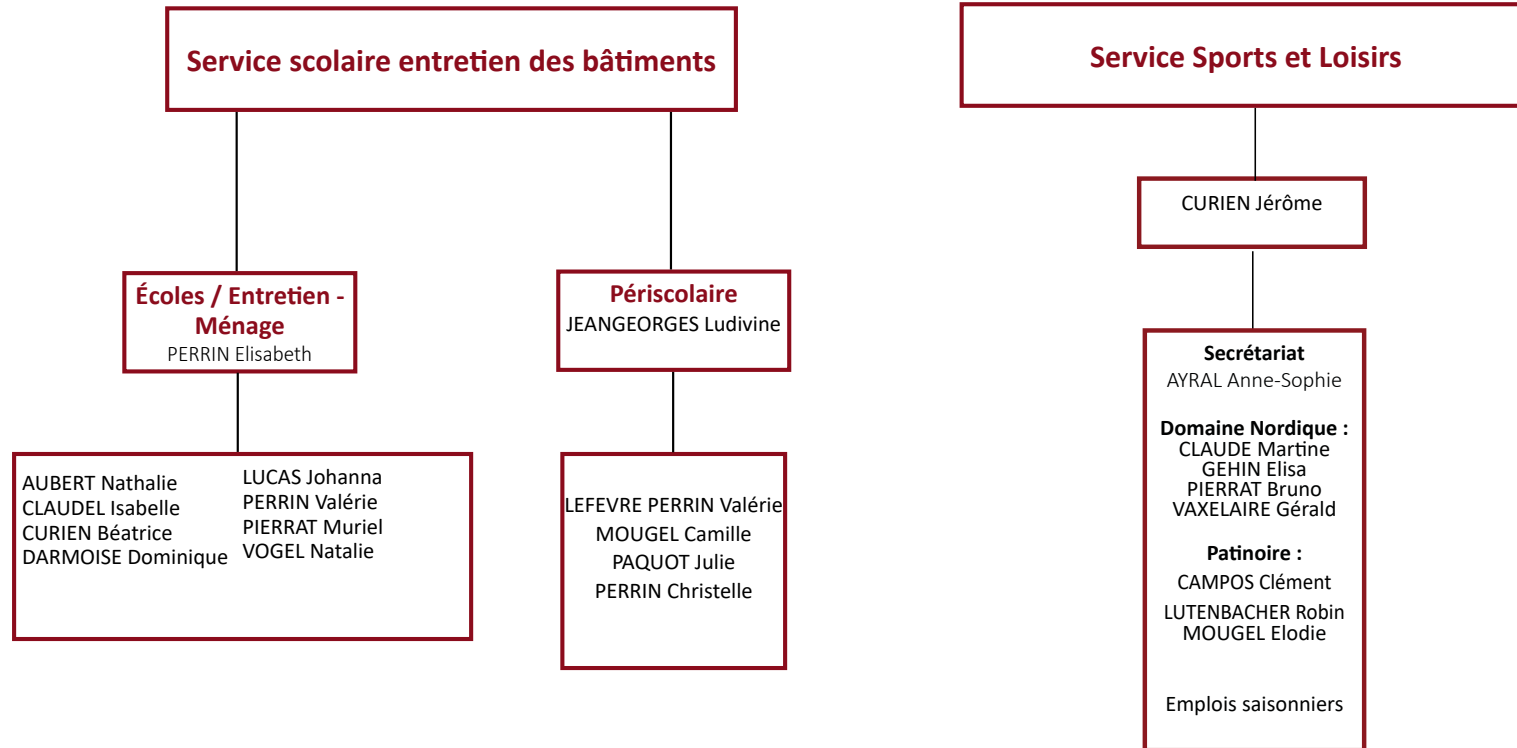 Service scolaire entretien des bâtiments
Écoles / Entretien -
Ménage
PERRIN Elisabeth
AUBERT Nathalie
CLAUDEL Isabelle
CURIEN Béatrice
DARMOISE Dominique
LUCAS Johanna
PERRIN Valérie
PIERRAT Muriel
VOGEL Natalie
Périscolaire
JEANGEORGES Ludivine
LEFEVRE PERRIN Valérie
MOUGEL Camille
PAQUOT Julie
PERRIN Christelle
Service Sports et Loisirs
CURIEN Jérôme
Secrétariat
AYRAL Anne-Sophie
Domaine Nordique :
CLAUDE Martine
GEHIN Elisa
PIERRAT Bruno
VAXELAIRE Gérald
Patinoire :
CAMPOS Clément
LUTENBACHER Robin
MOUGEL Elodie
Emplois saisonniers